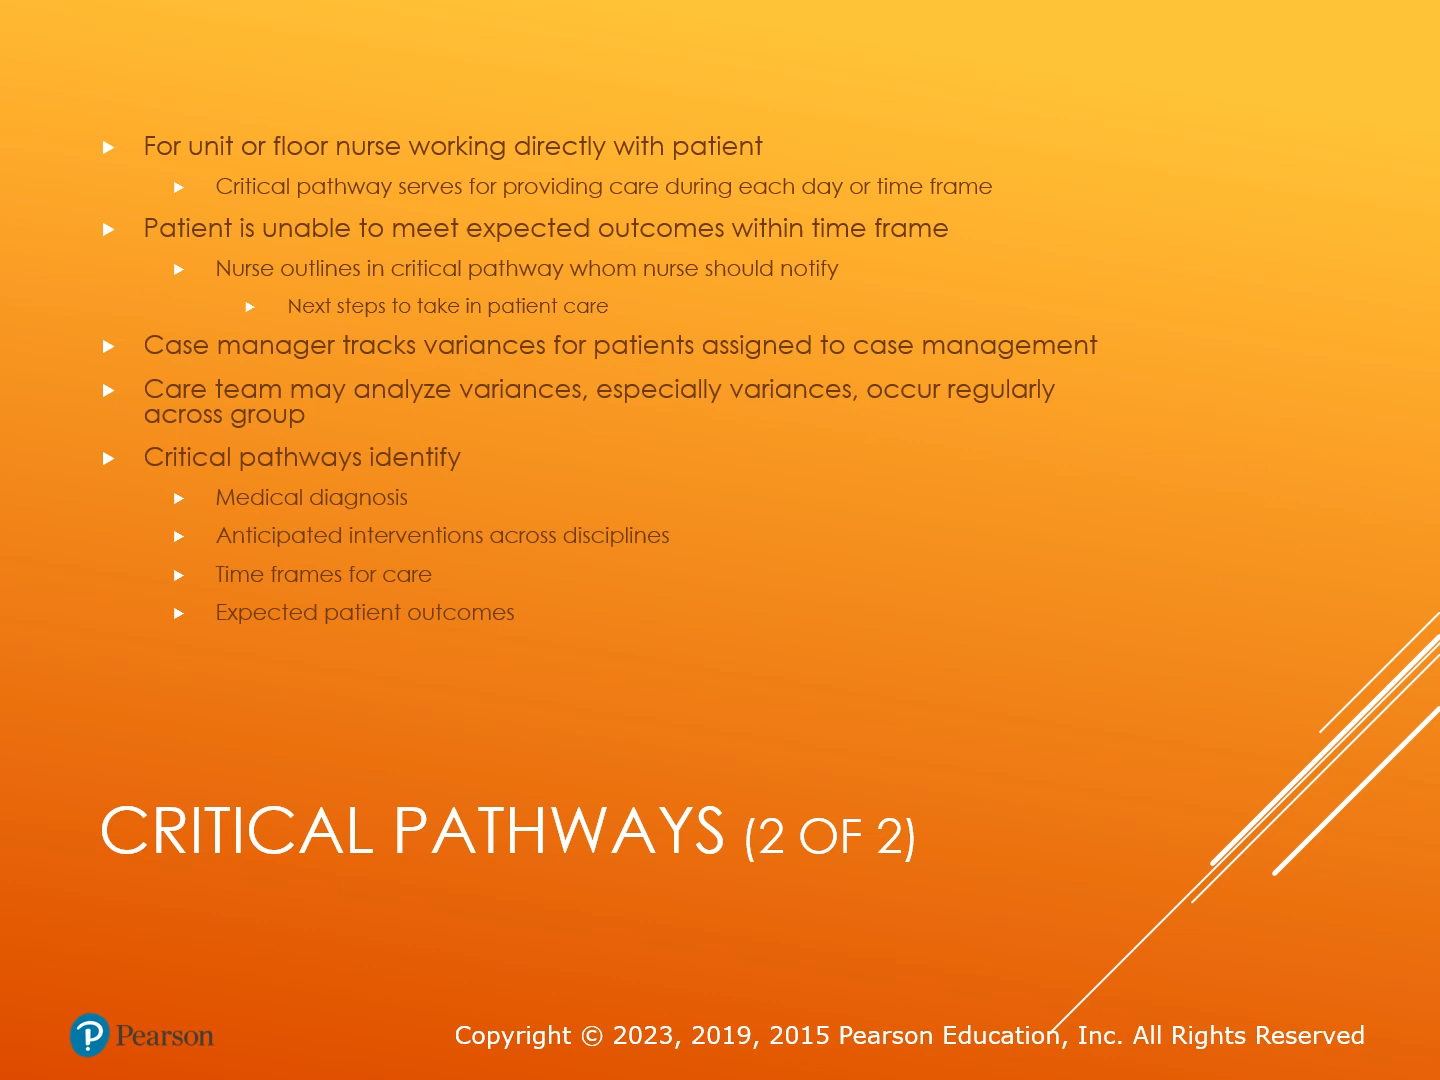 For unit or floor nurse working directly with patient
Critical pathway serves for providing care during each day or time frame
Patient is unable to meet expected outcomes within time frame
Nurse outlines in critical pathway whom nurse should notify
Next steps to take in patient care
Case manager tracks variances for patients assigned to case management
Care team may analyze variances, especially variances, occur regularly
across group
Critical pathways identify
Medical diagnosis
Anticipated interventions across disciplines
Time frames for care
Expected patient outcomes
CRITICAL PATHWAYS (2 OF 2)
Pearson
Copyright © 2023, 2019, 2015 Pearson Education, Inc. All Rights Reserved